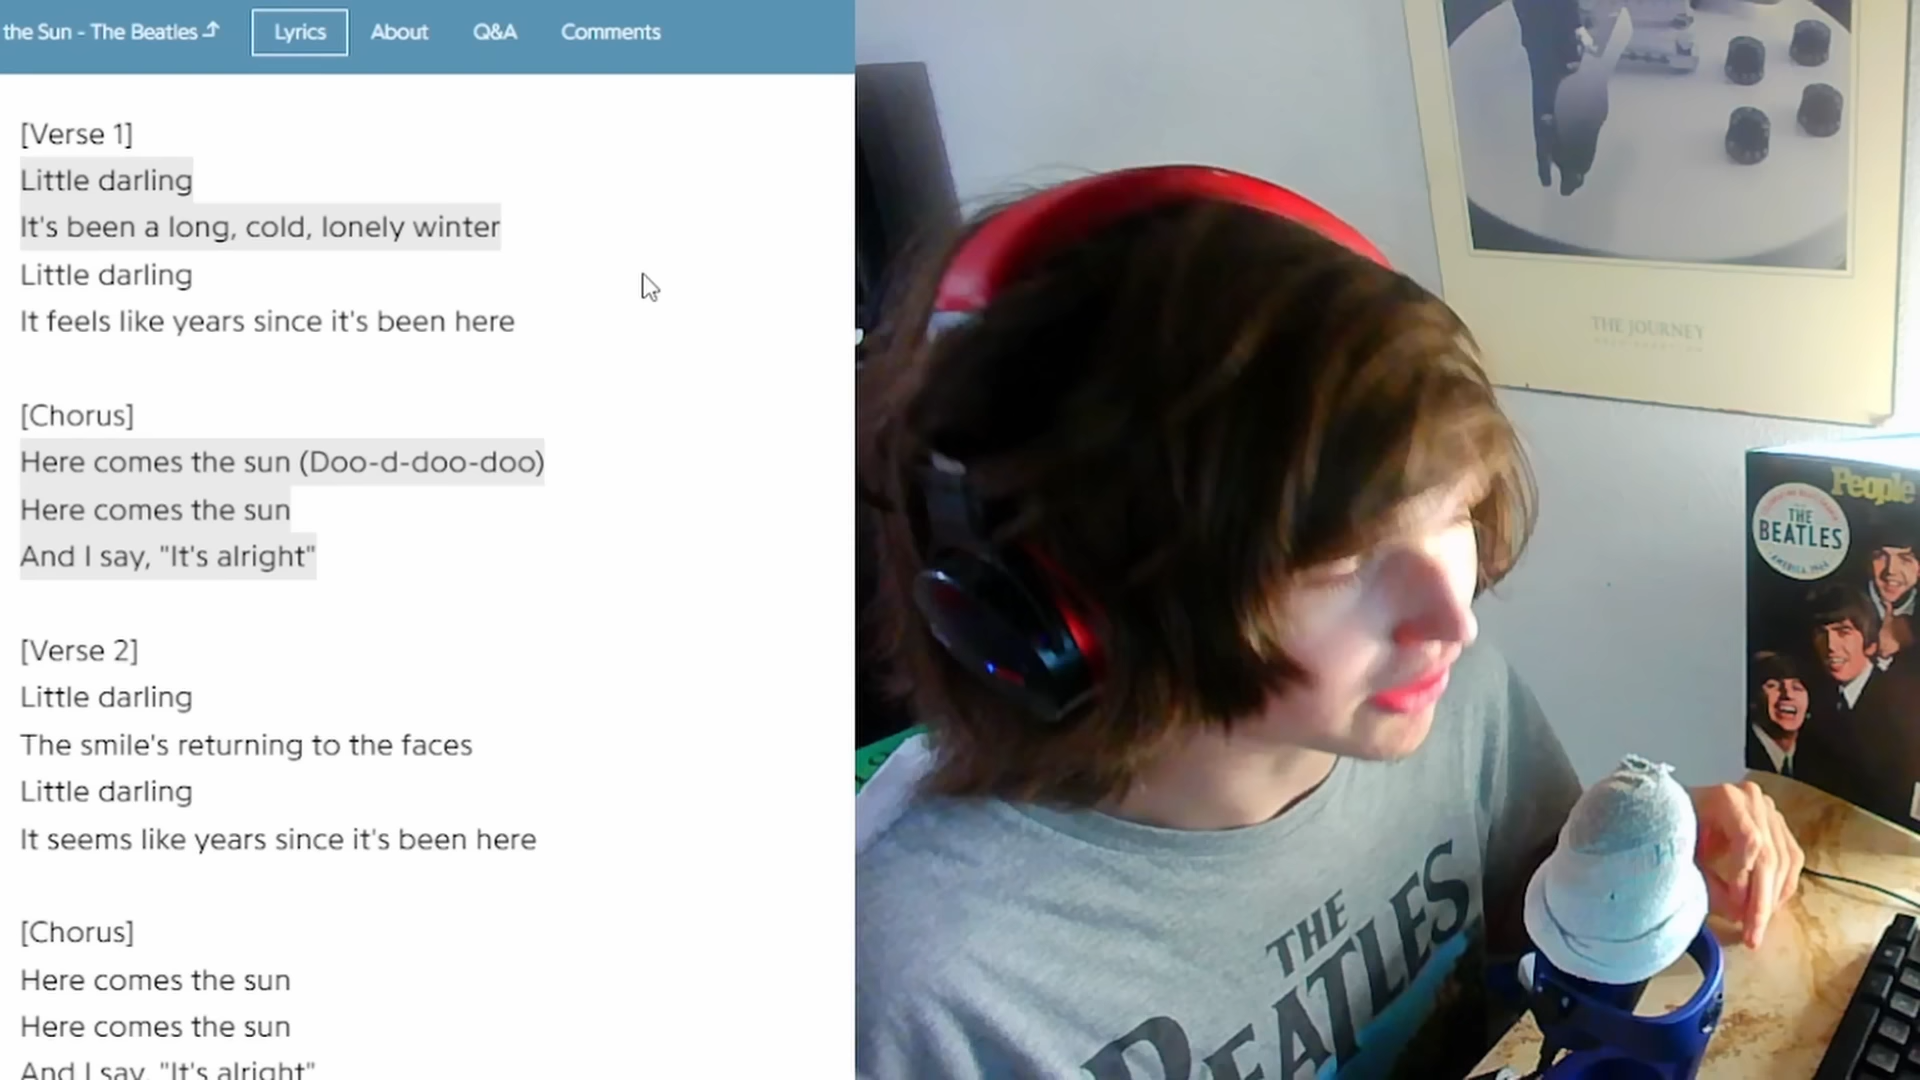 the Sun - The Beatles
Lyrics
About
Q&A
Comments
[Verse 1]
Little darling
It's been a long, cold, lonely winter
Little darling
It feels like years since it's been here
[Chorus]
Here comes the sun (Doo-d-doo-doo)
Here comes the sun
And I say, "It's alright"
[Verse 2]
Little darling
The smile's returning to the faces
Little darling
It seems like years since it's been here
[Chorus]
Here comes the sun
Here comes the sun
And I say, "It's alright"
THE JOURNEY
People
THE
BEATLES
THE
BEATLES